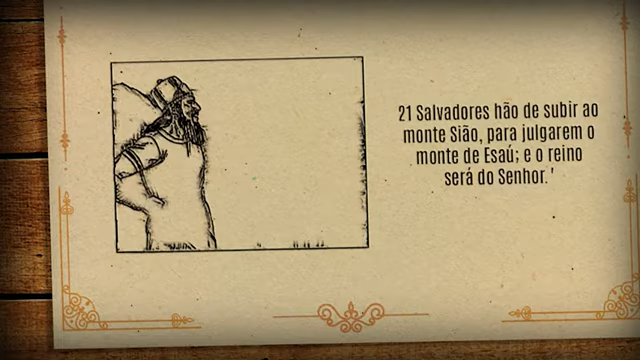 21 Salvadores hão de subir ao
monte Sião, para julgarem o
monte de Esaú; e o reino
será do Senhor.'